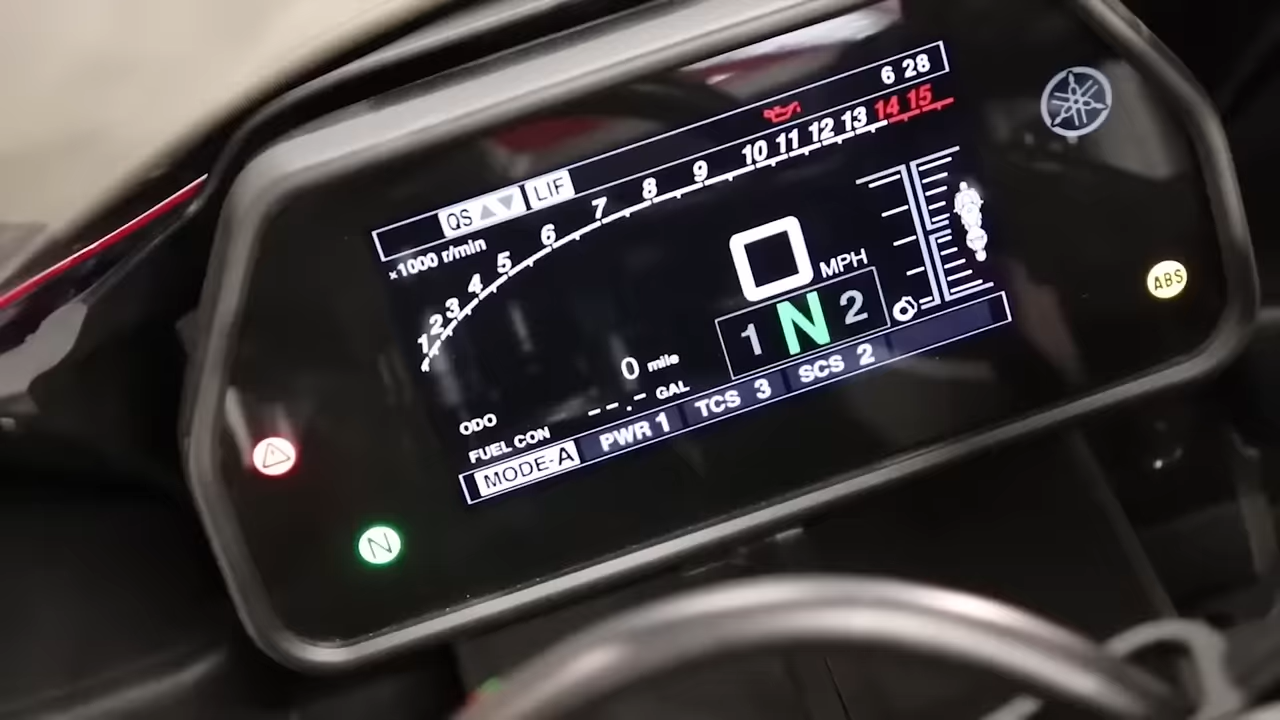 6 28
QS LIF
×1000 r/min
1 2 3 4 5 6 7 8 9 10 11 12 13 14 15
0 MPH
1 N 2
0 mile
ODO
--.- GAL
FUEL CON
MODE-A PWR 1 TCS 3 SCS 2
ABS
N